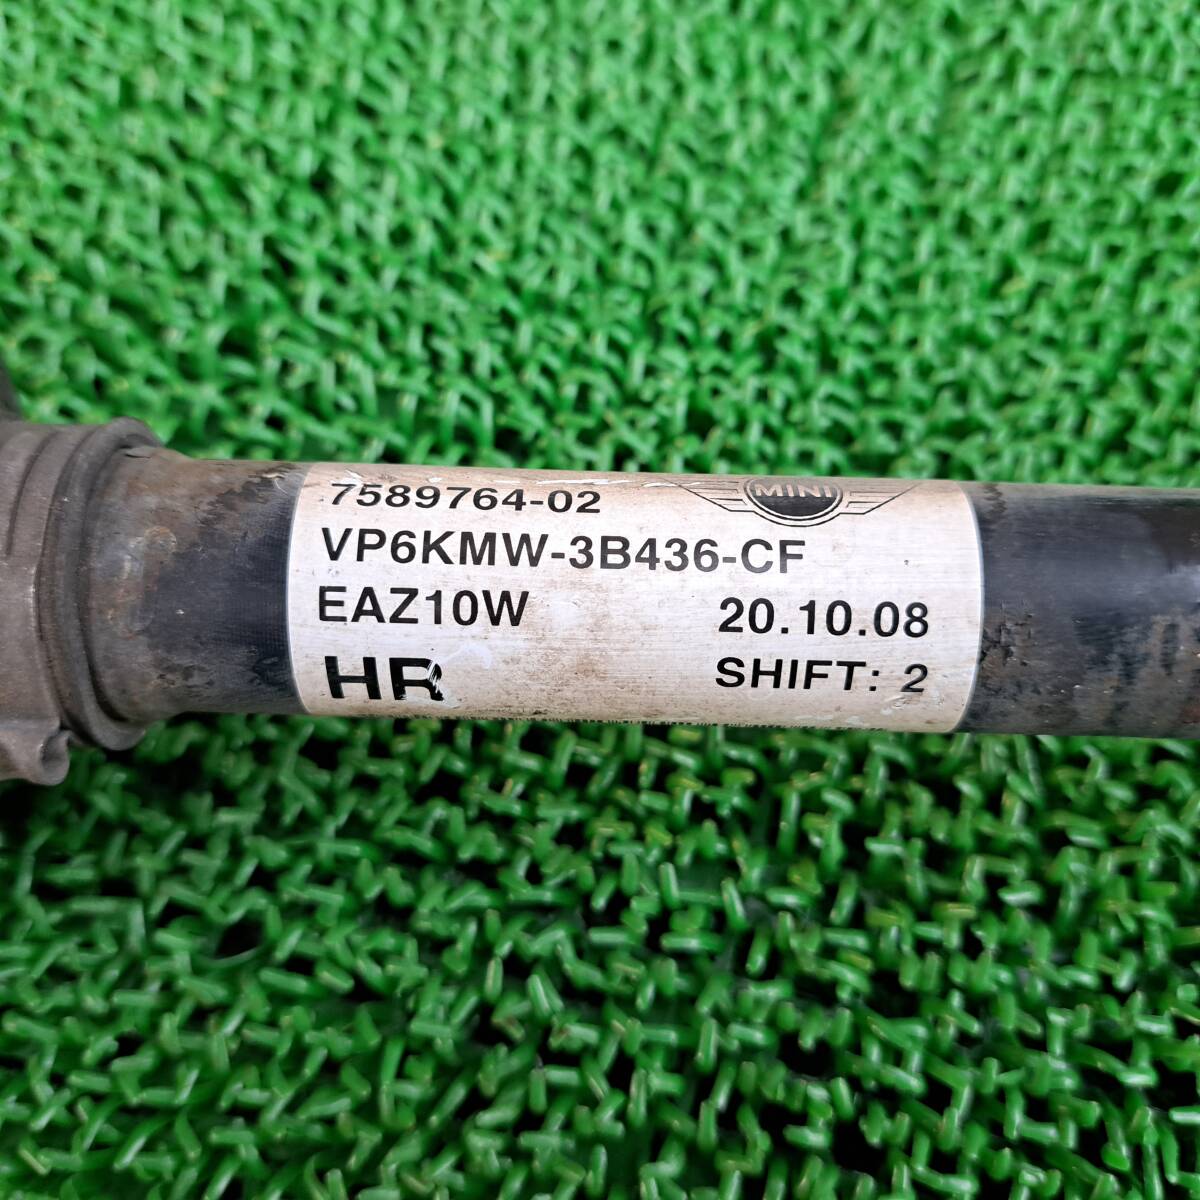 7589764-02
MINI
VP6KMW-3B436-CF
EAZ10W
20.10.08
HR
SHIFT: 2